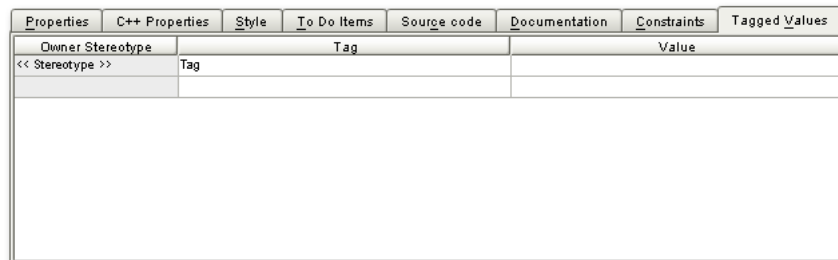 Properties C++ Properties Style To Do Items Source code Documentation Constraints Tagged Values
Owner Stereotype Tag Value
<< Stereotype >> Tag